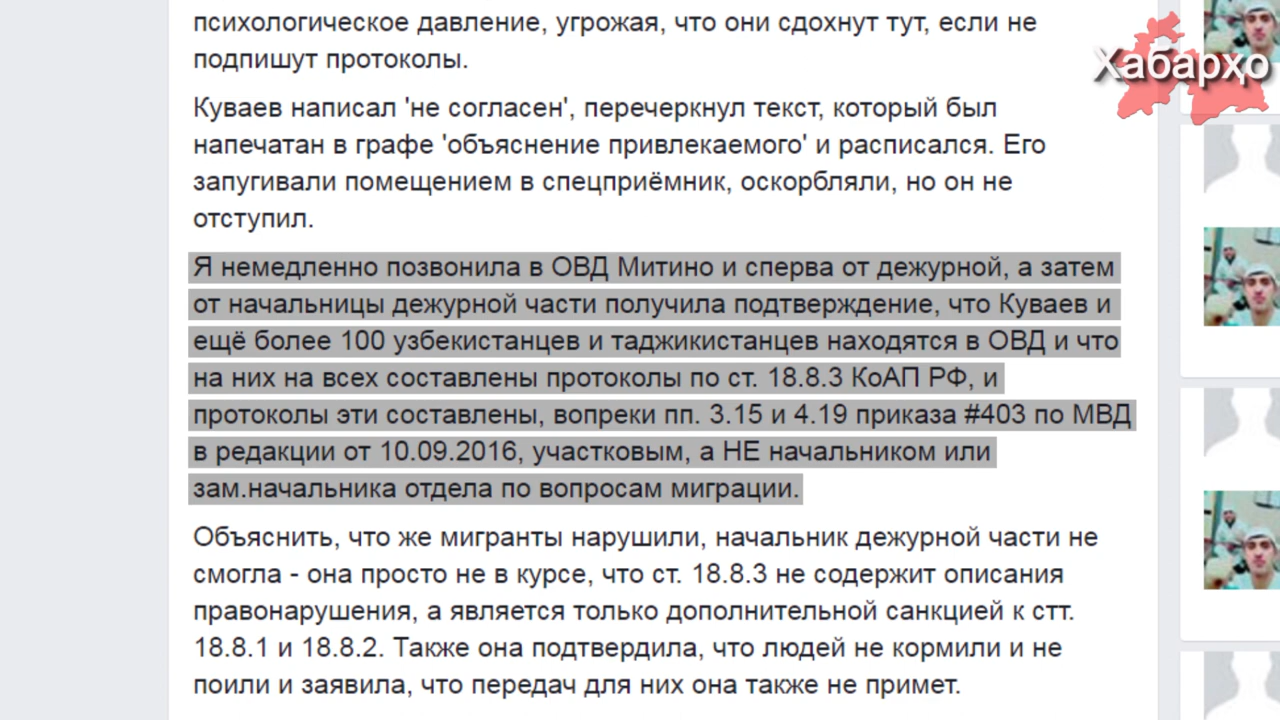 психологическое давление, угрожая, что они сдохнут тут, если не
подпишут протоколы.
Хабарҳо
Куваев написал 'не согласен', перечеркнул текст, который был
напечатан в графе 'объяснение привлекаемого' и расписался. Его
запугивали помещением в спецприёмник, оскорбляли, но он не
отступил.
Я немедленно позвонила в ОВД Митино и сперва от дежурной, а затем
от начальницы дежурной части получила подтверждение, что Куваев и
ещё более 100 узбекистанцев и таджикистанцев находятся в ОВД и что
на них на всех составлены протоколы по ст. 18.8.3 КоАП РФ, и
протоколы эти составлены, вопреки пп. 3.15 и 4.19 приказа #403 по МВД
в редакции от 10.09.2016, участковым, а НЕ начальником или
зам.начальника отдела по вопросам миграции.
Объяснить, что же мигранты нарушили, начальник дежурной части не
смогла - она просто не в курсе, что ст. 18.8.3 не содержит описания
правонарушения, а является только дополнительной санкцией к стт.
18.8.1 и 18.8.2. Также она подтвердила, что людей не кормили и не
поили и заявила, что передач для них она также не примет.